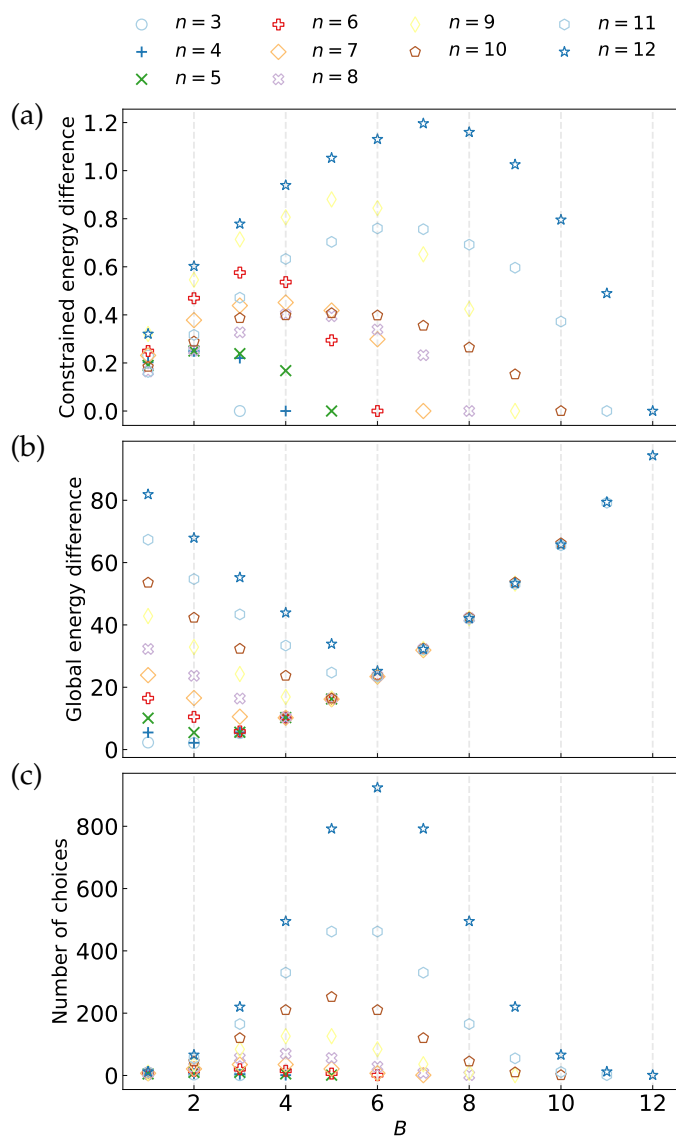 n = 3 n = 6 n = 9 n = 11
n = 4 n = 7 n = 10 n = 12
n = 5 n = 8
(a)
Constrained energy difference
1.2
1.0
0.8
0.6
0.4
0.2
0.0
(b)
Global energy difference
80
60
40
20
0
(c)
Number of choices
800
600
400
200
0
2 4 6 8 10 12
B